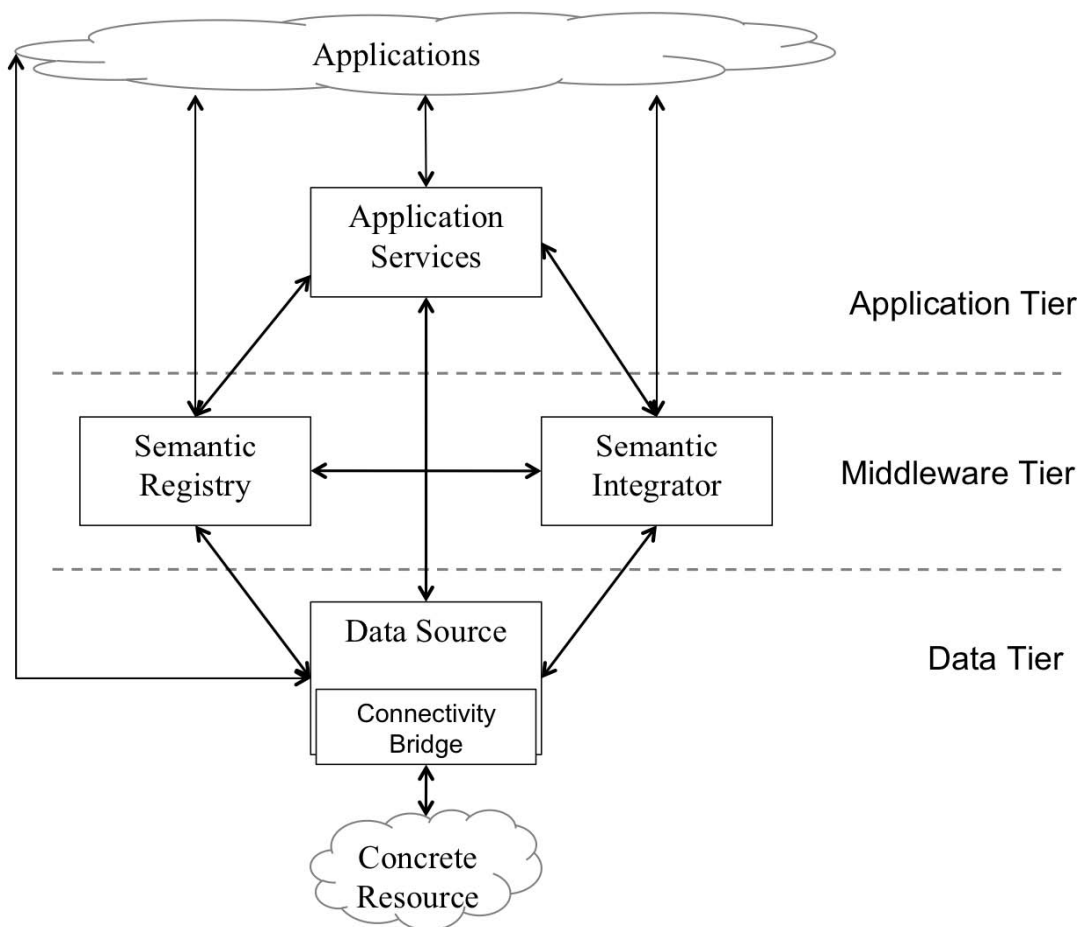 Applications
Application
Services
Application Tier
Semantic
Registry
Semantic
Integrator
Middleware Tier
Data Source
Data Tier
Connectivity
Bridge
Concrete
Resource